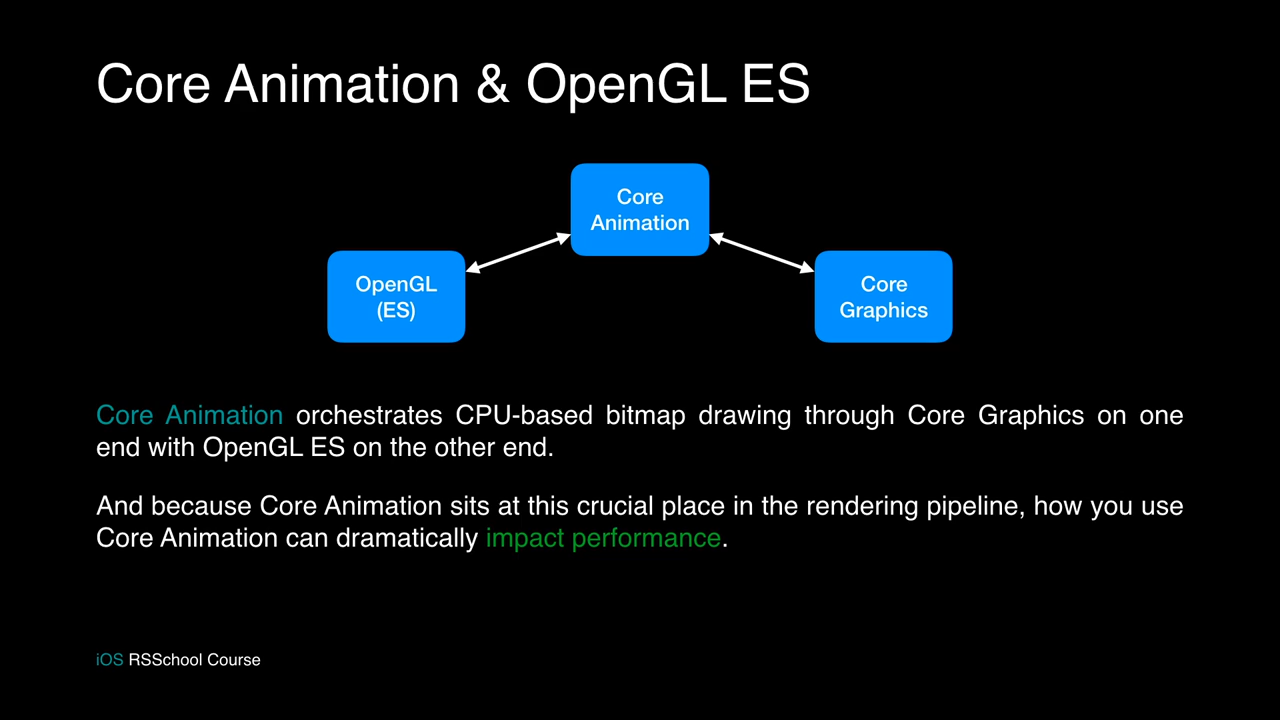 Core Animation & OpenGL ES
Core
Animation
OpenGL
(ES)
Core
Graphics
Core Animation orchestrates CPU-based bitmap drawing through Core Graphics on one
end with OpenGL ES on the other end.
And because Core Animation sits at this crucial place in the rendering pipeline, how you use
Core Animation can dramatically impact performance.
iOS RSSchool Course